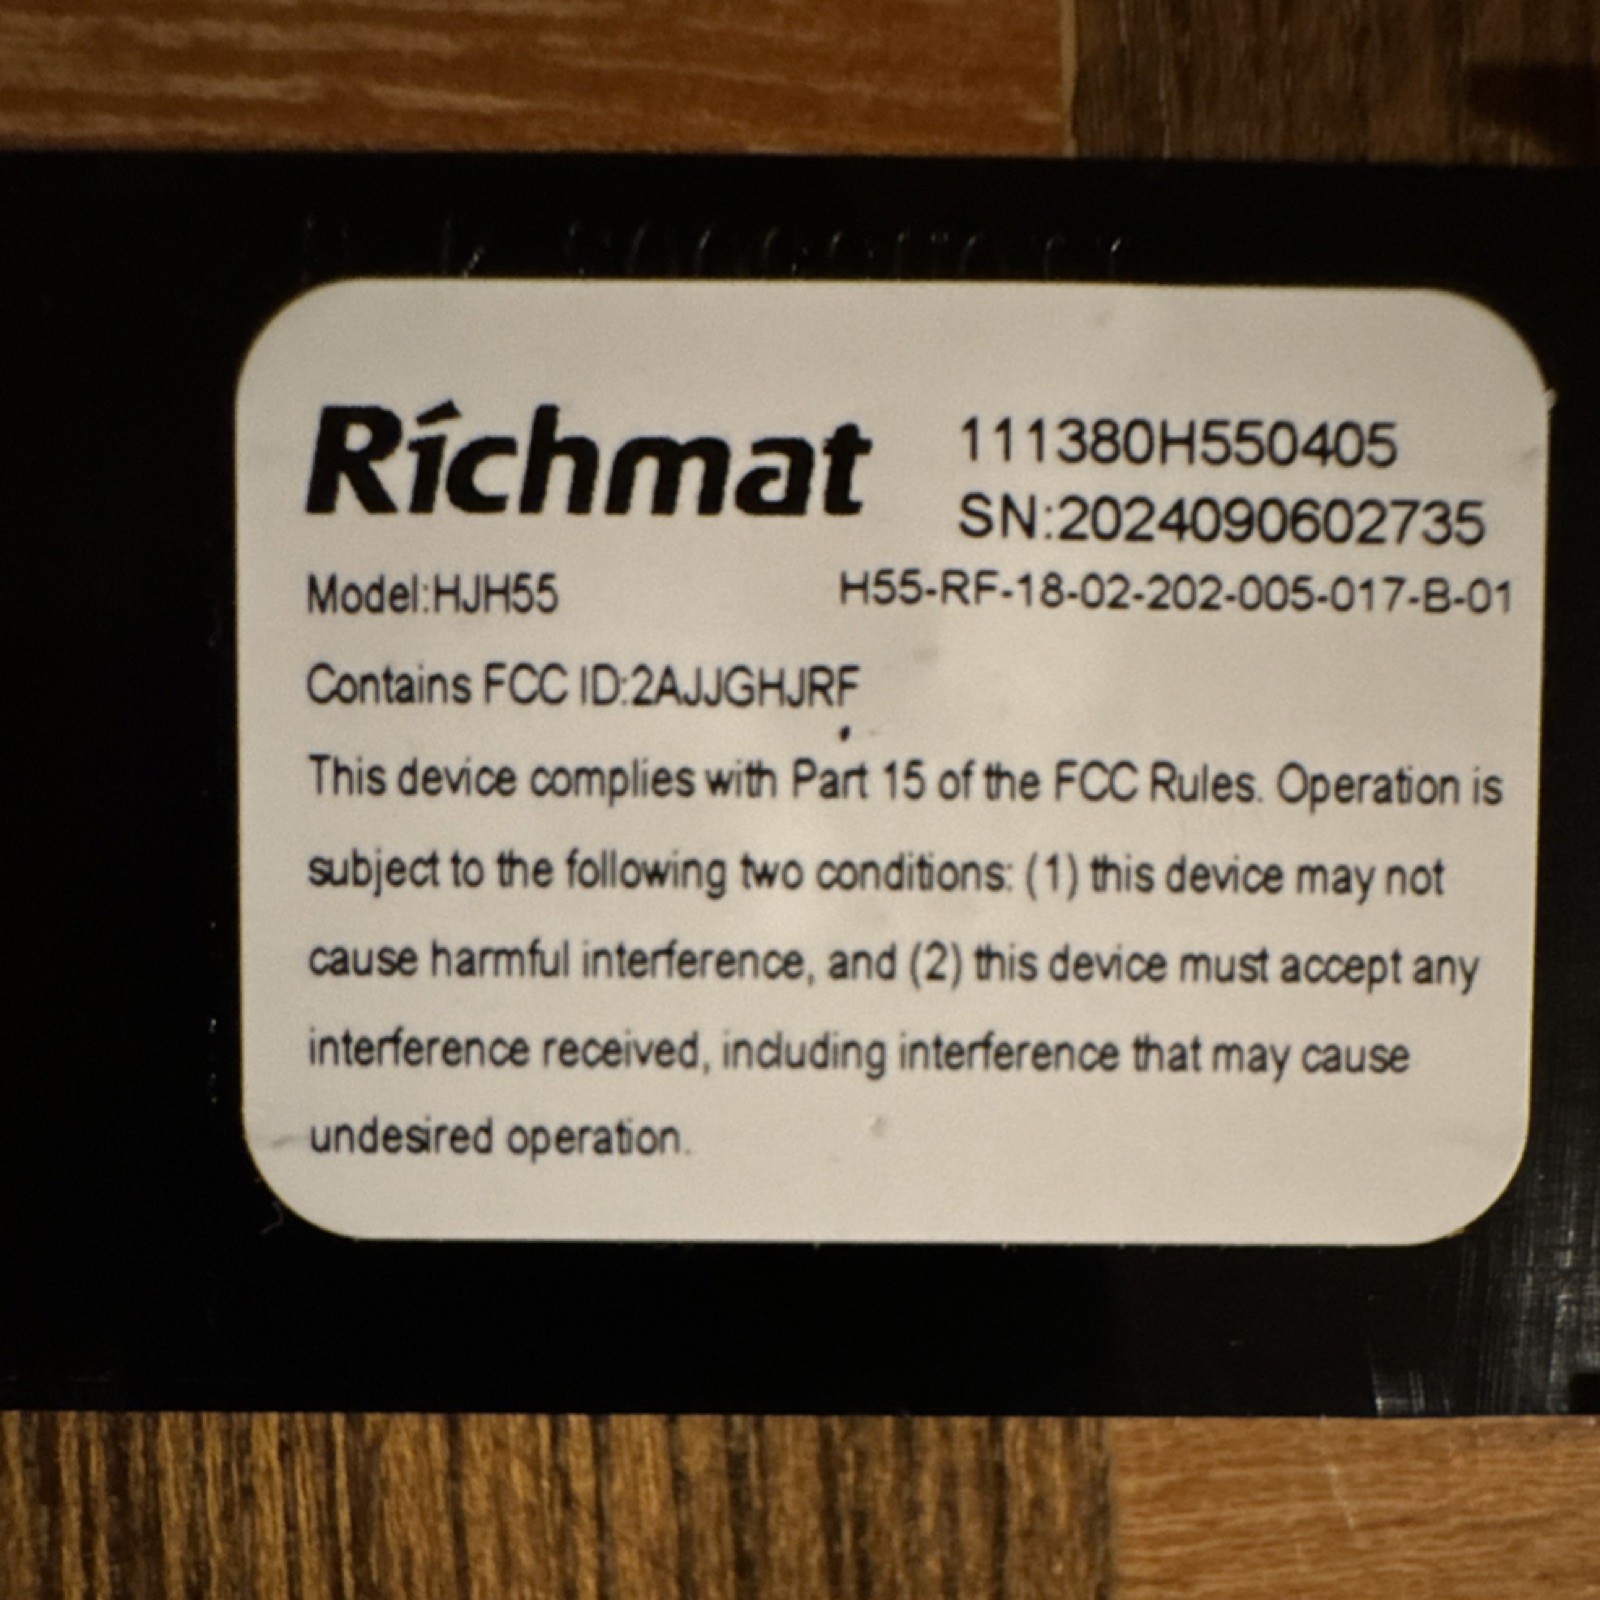 Richmat
111380H550405
SN:2024090602735
Model:HJH55
H55-RF-18-02-202-005-017-B-01
Contains FCC ID:2AJJGHJRF
This device complies with Part 15 of the FCC Rules. Operation is
subject to the following two conditions: (1) this device may not
cause harmful interference, and (2) this device must accept any
interference received, including interference that may cause
undesired operation.